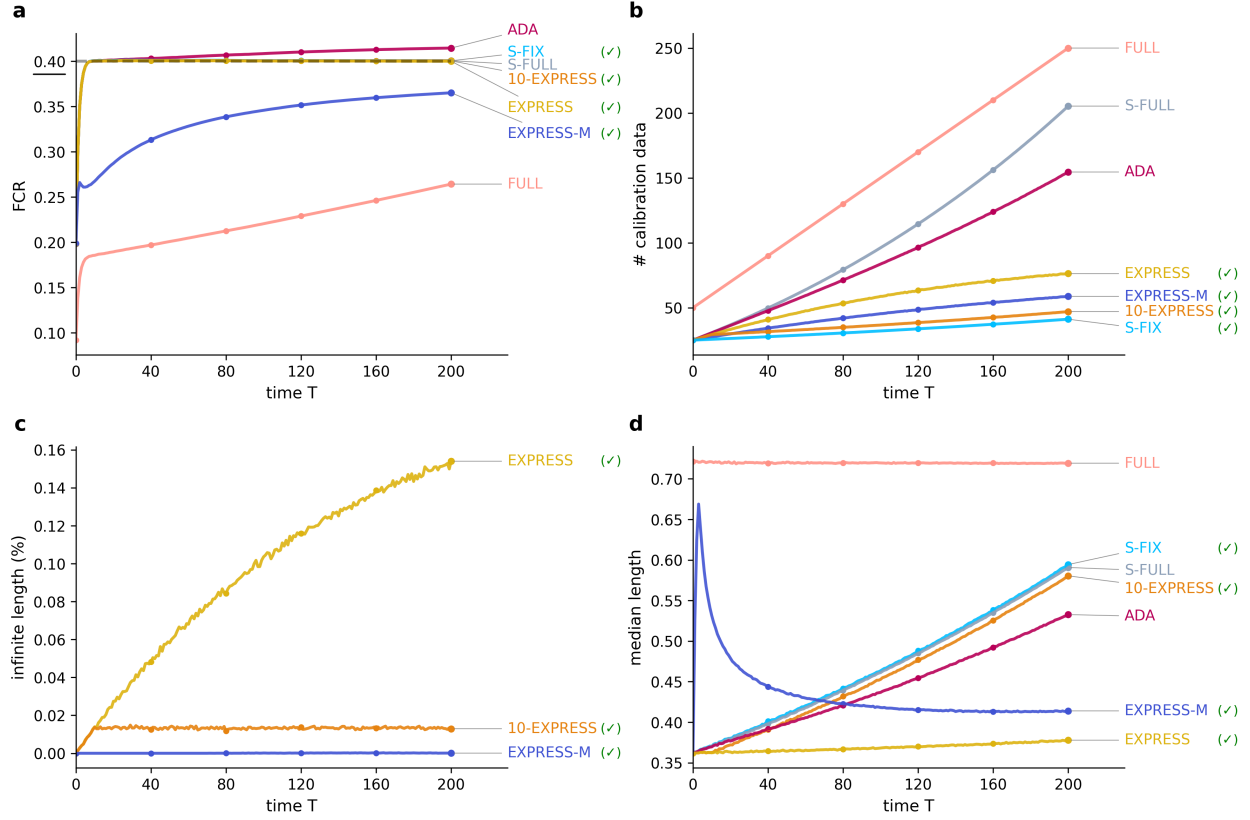 a
FCR
0.40
0.35
0.30
0.25
0.20
0.15
0.10
0 40 80 120 160 200
time T
ADA
S-FIX (✓)
S-FULL
10-EXPRESS (✓)
EXPRESS (✓)
EXPRESS-M (✓)
FULL
b
# calibration data
250
200
150
100
50
0 40 80 120 160 200
time T
FULL
S-FULL
ADA
EXPRESS (✓)
EXPRESS-M (✓)
10-EXPRESS (✓)
S-FIX (✓)
c
infinite length (%)
0.16
0.14
0.12
0.10
0.08
0.06
0.04
0.02
0.00
0 40 80 120 160 200
time T
EXPRESS (✓)
10-EXPRESS (✓)
EXPRESS-M (✓)
d
median length
0.70
0.65
0.60
0.55
0.50
0.45
0.40
0.35
0 40 80 120 160 200
time T
FULL
S-FIX (✓)
S-FULL
10-EXPRESS (✓)
ADA
EXPRESS-M (✓)
EXPRESS (✓)